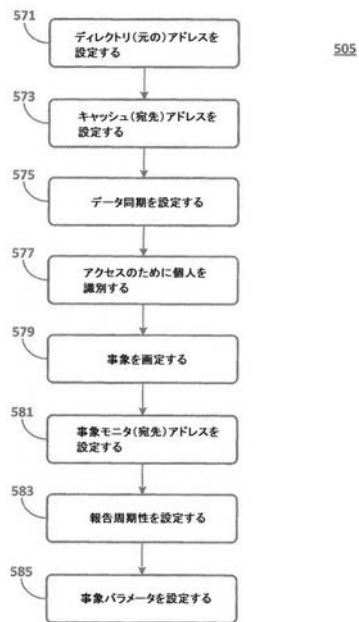 571
ディレクトリ(元の)アドレスを
設定する
505
573
キャッシュ(宛先)アドレスを
設定する
575
データ同期を設定する
577
アクセスのために個人を
識別する
579
事象を画定する
581
事象モニタ(宛先)アドレスを
設定する
583
報告周期性を設定する
585
事象パラメータを設定する